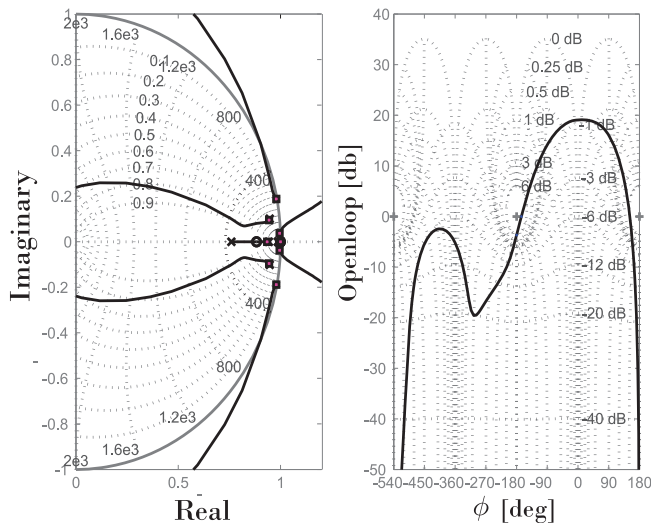 1
0.8
0.6
0.4
0.2
0
-0.2
-0.4
-0.6
-0.8
-1
Imaginary
2e3
1.6e3
1.2e3
800
400
0.1
0.2
0.3
0.4
0.5
0.6
0.7
0.8
0.9
400
800
1.2e3
1.6e3
2e3
0 0.5 1
Real
40
30
20
10
0
-10
-20
-30
-40
-50
Openloop [db]
0 dB
0.25 dB
0.5 dB
1 dB
-1 dB
3 dB
-3 dB
6 dB
-6 dB
-12 dB
-20 dB
-40 dB
-540 -450 -360 -270 -180 -90 0 90 180
ϕ [deg]